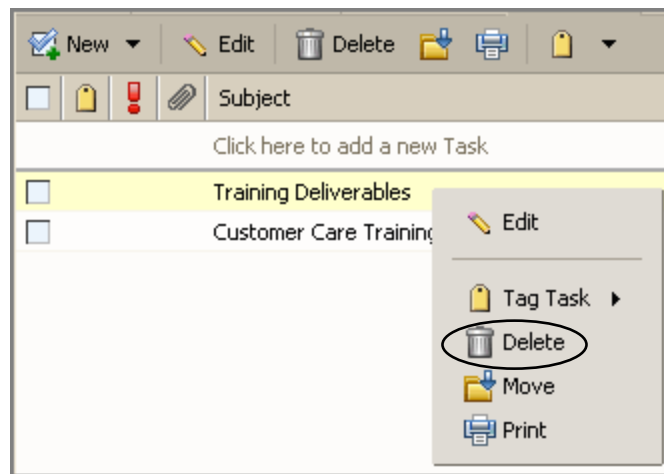 New Edit Delete
Subject
Click here to add a new Task
Training Deliverables
Customer Care Training
Edit
Tag Task
Delete
Move
Print